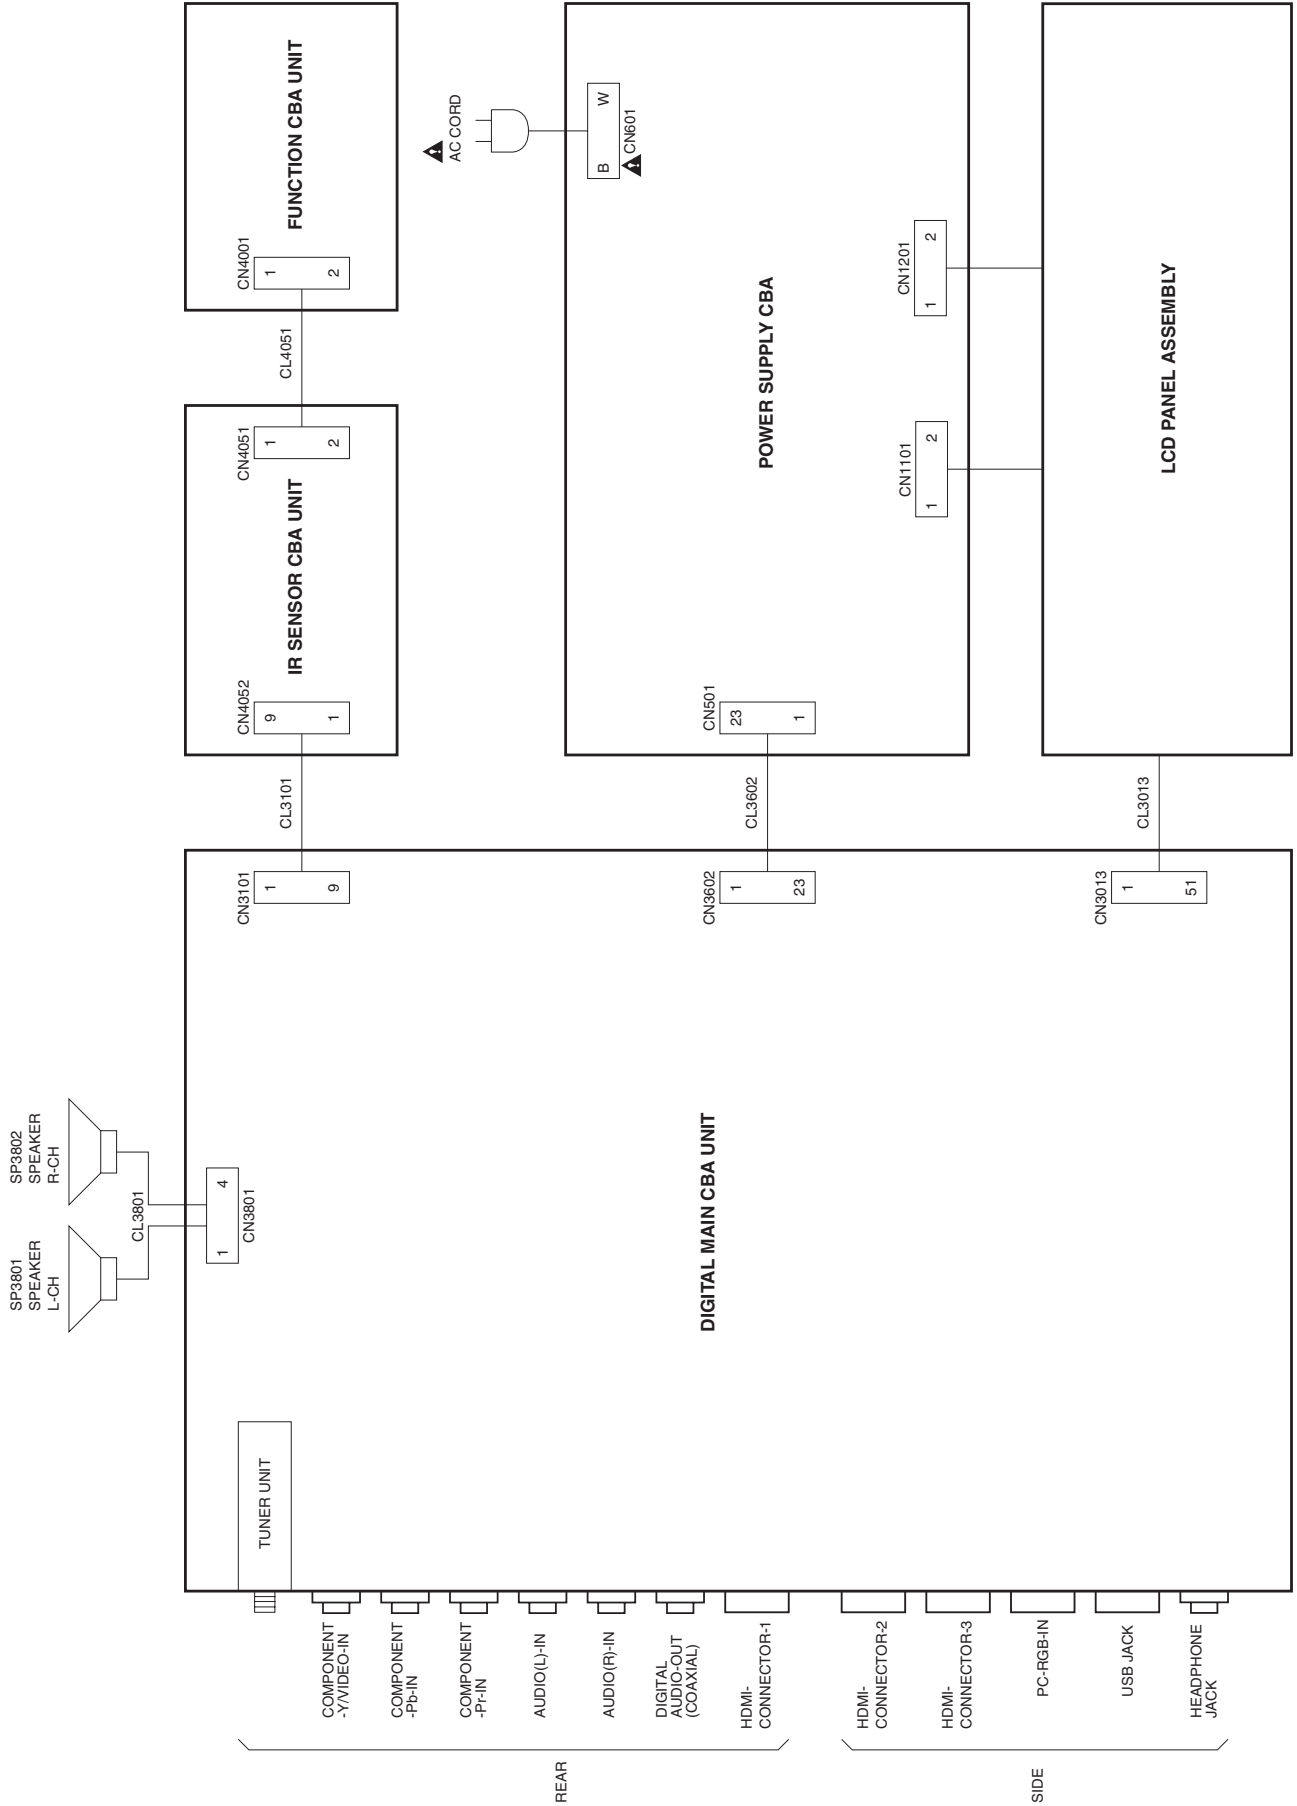 SP3801
SPEAKER
L-CH
SP3802
SPEAKER
R-CH
CL3801
1 4
CN3801
TUNER UNIT
DIGITAL MAIN CBA UNIT
CN3101
1
9
CL3101
CN4052
9
1
IR SENSOR CBA UNIT
CN4051
1
2
CL4051
CN4001
1
2
FUNCTION CBA UNIT
AC CORD
B W
CN601
POWER SUPPLY CBA
CN3602
1
23
CL3602
CN501
23
1
CN1101
1 2
CN1201
1 2
CN3013
1
51
CL3013
LCD PANEL ASSEMBLY
COMPONENT
-Y/VIDEO-IN
COMPONENT
-Pb-IN
COMPONENT
-Pr-IN
AUDIO(L)-IN
AUDIO(R)-IN
DIGITAL
AUDIO-OUT
(COAXIAL)
HDMI-
CONNECTOR-1
REAR
HDMI-
CONNECTOR-2
HDMI-
CONNECTOR-3
PC-RGB-IN
USB JACK
HEADPHONE
JACK
SIDE